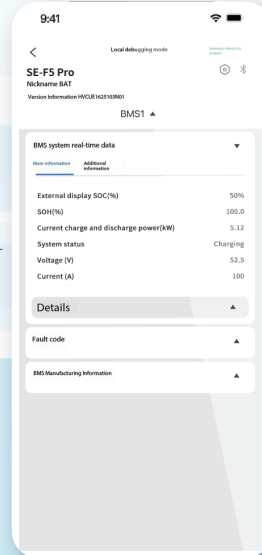 9:41
Local debugging mode
SE-F5 Pro
Nickname BAT
Version Information HVCUE1625103N01
BMS1 ▲
BMS system real-time data ▼
Main information Additional
information
External display SOC(%) 50%
SOH(%) 100.0
Current charge and discharge power(kW) 5.12
System status Charging
Voltage (V) 52.5
Current (A) 100
Details ▲
Fault code ▲
BMS Manufacturing Information ▲